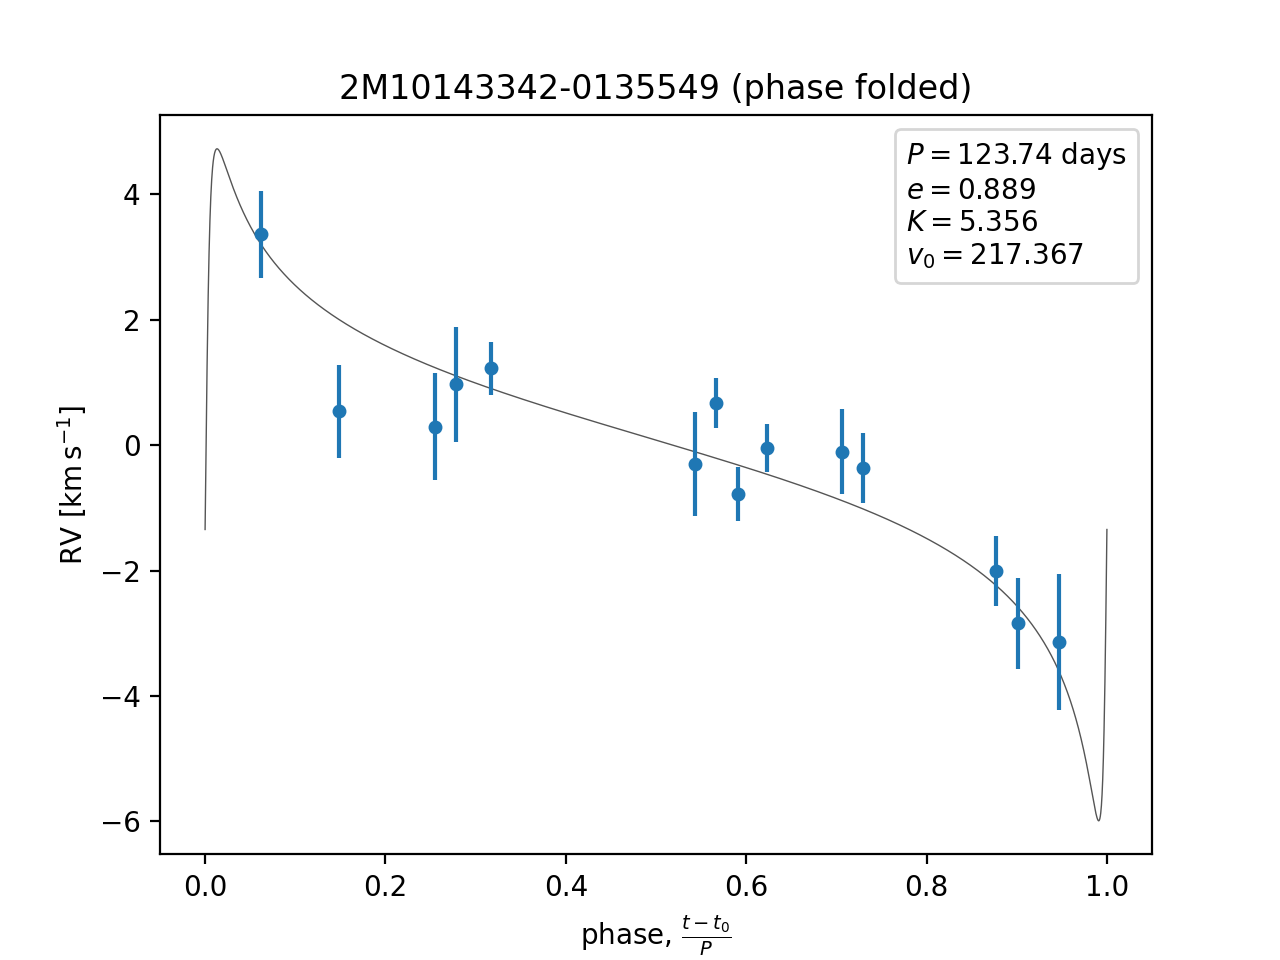 2M10143342-0135549 (phase folded)
P = 123.74 days
e = 0.889
K = 5.356
v₀ = 217.367
RV [km s⁻¹]
4
2
0
−2
−4
−6
0.0 0.2 0.4 0.6 0.8 1.0
phase, (t − t₀)/P